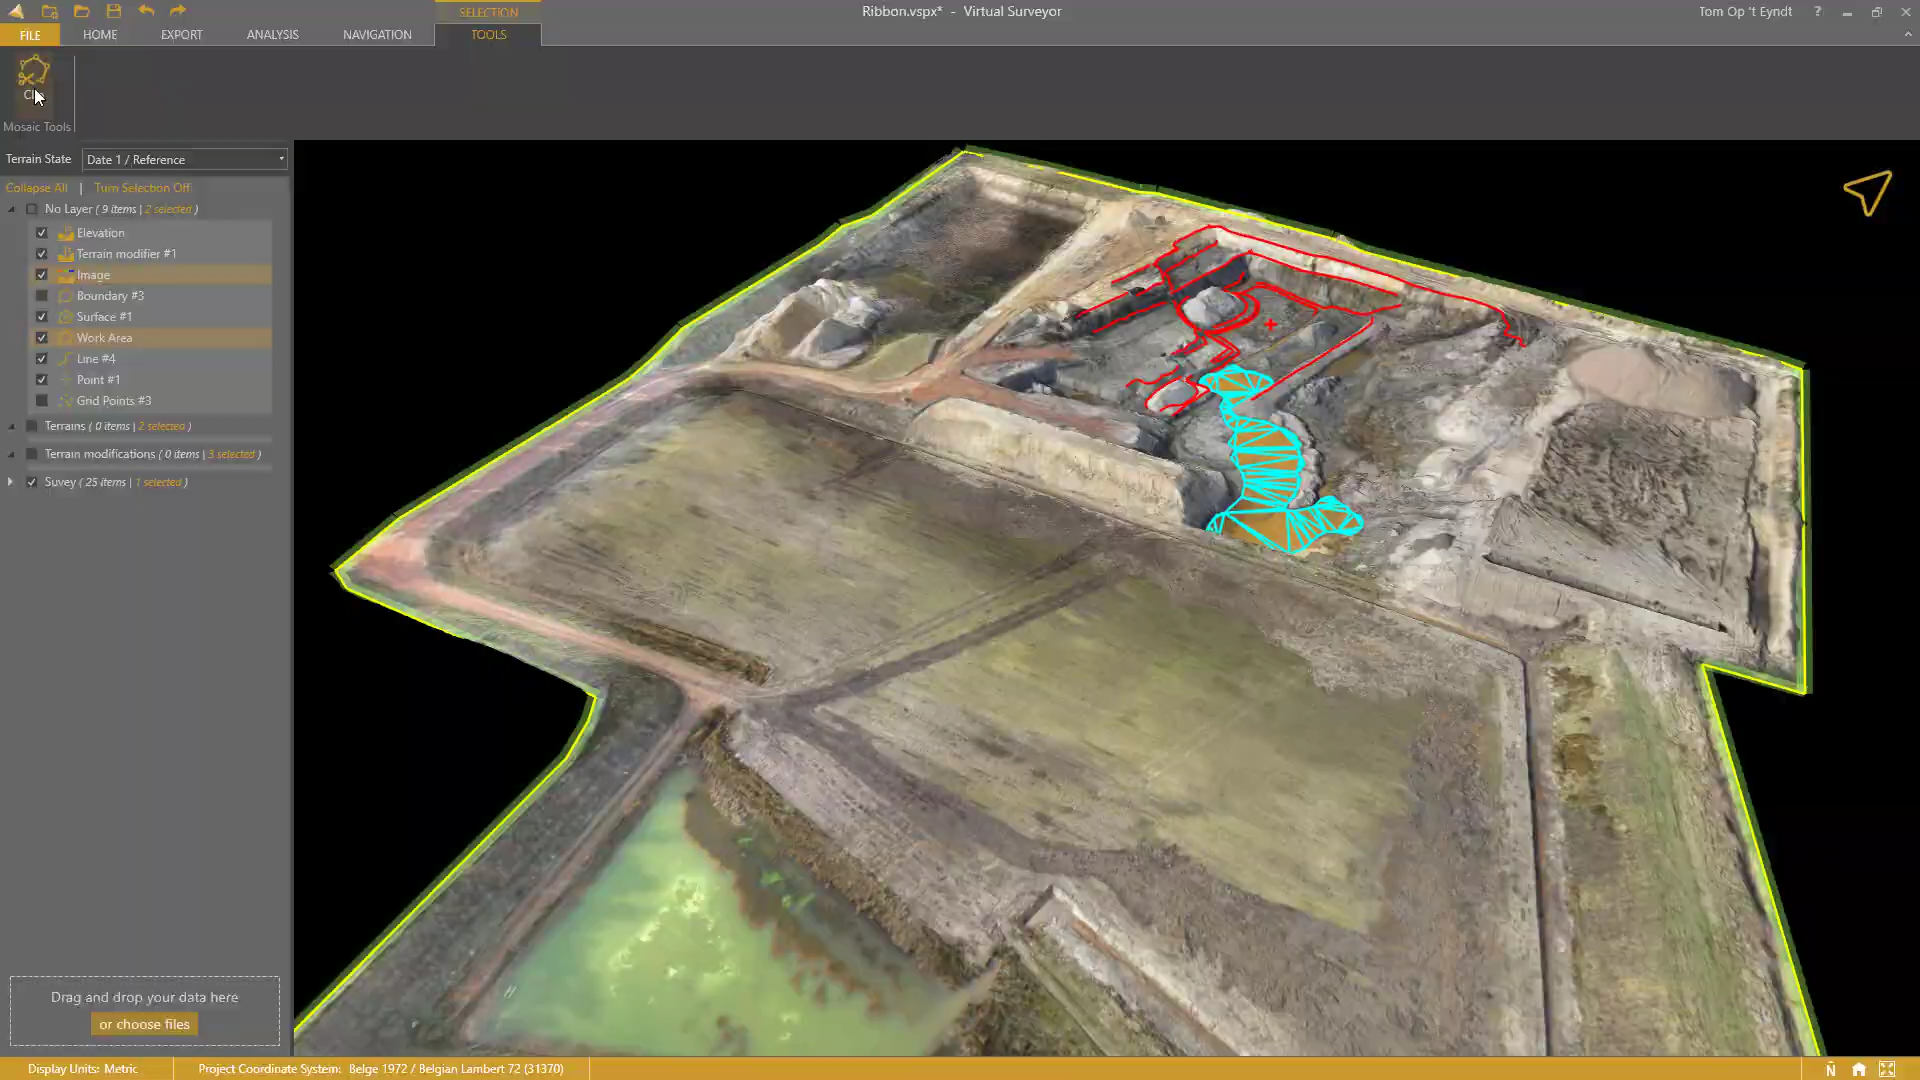 SELECTION
Ribbon.vspx* - Virtual Surveyor
Tom Op 't Eyndt
?
FILE
HOME
EXPORT
ANALYSIS
NAVIGATION
TOOLS
Mosaic Tools
Terrain State
Date 1 / Reference
Collapse All | Turn Selection Off
No Layer ( 9 items | 2 selected )
Elevation
Terrain modifier #1
Image
Boundary #3
Surface #1
Work Area
Line #4
Point #1
Grid Points #3
Terrains ( 0 items | 2 selected )
Terrain modifications ( 0 items | 3 selected )
Suvey ( 25 items | 1 selected )
Drag and drop your data here
or choose files
Display Units: Metric
Project Coordinate System: Belge 1972 / Belgian Lambert 72 (31370)
N